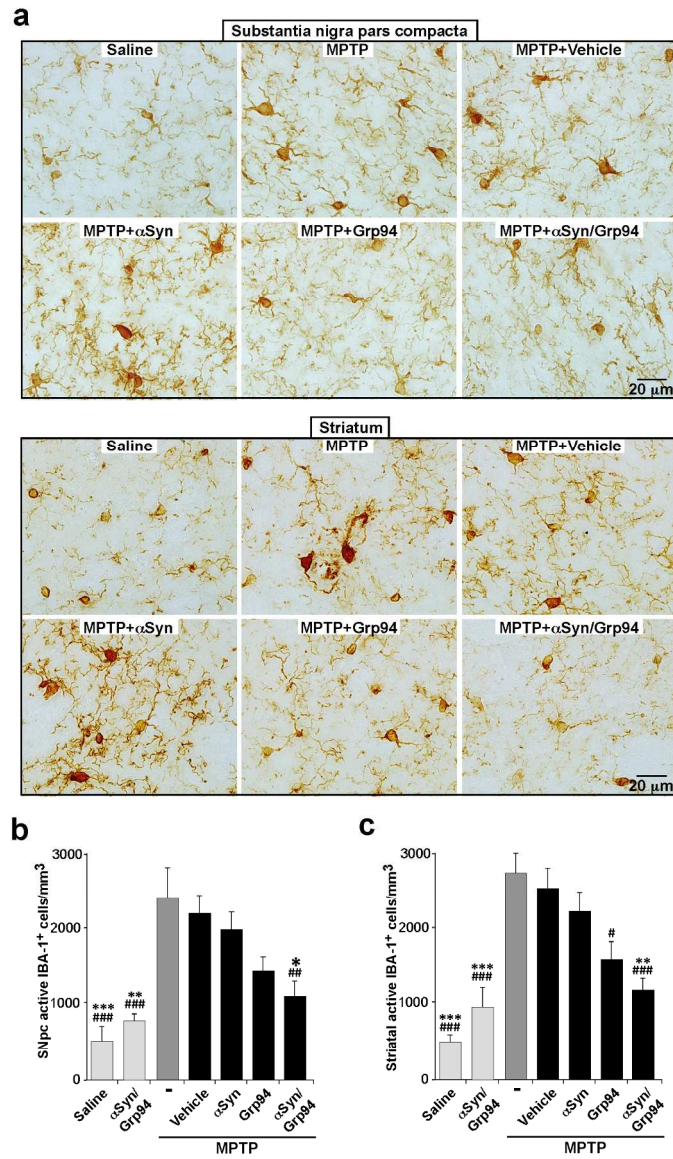 a
Substantia nigra pars compacta
Saline MPTP MPTP+Vehicle
MPTP+αSyn MPTP+Grp94 MPTP+αSyn/Grp94
20 μm
Striatum
Saline MPTP MPTP+Vehicle
MPTP+αSyn MPTP+Grp94 MPTP+αSyn/Grp94
20 μm
b
SNpc active IBA-1+ cells/mm3
3000
2000
1000
0
***
###
**
###
*
##
Saline
αSyn/
Grp94
-
Vehicle
αSyn
Grp94
αSyn/
Grp94
MPTP
c
Striatal active IBA-1+ cells/mm3
3000
2000
1000
0
***
###
***
###
#
**
###
Saline
αSyn/
Grp94
-
Vehicle
αSyn
Grp94
αSyn/
Grp94
MPTP